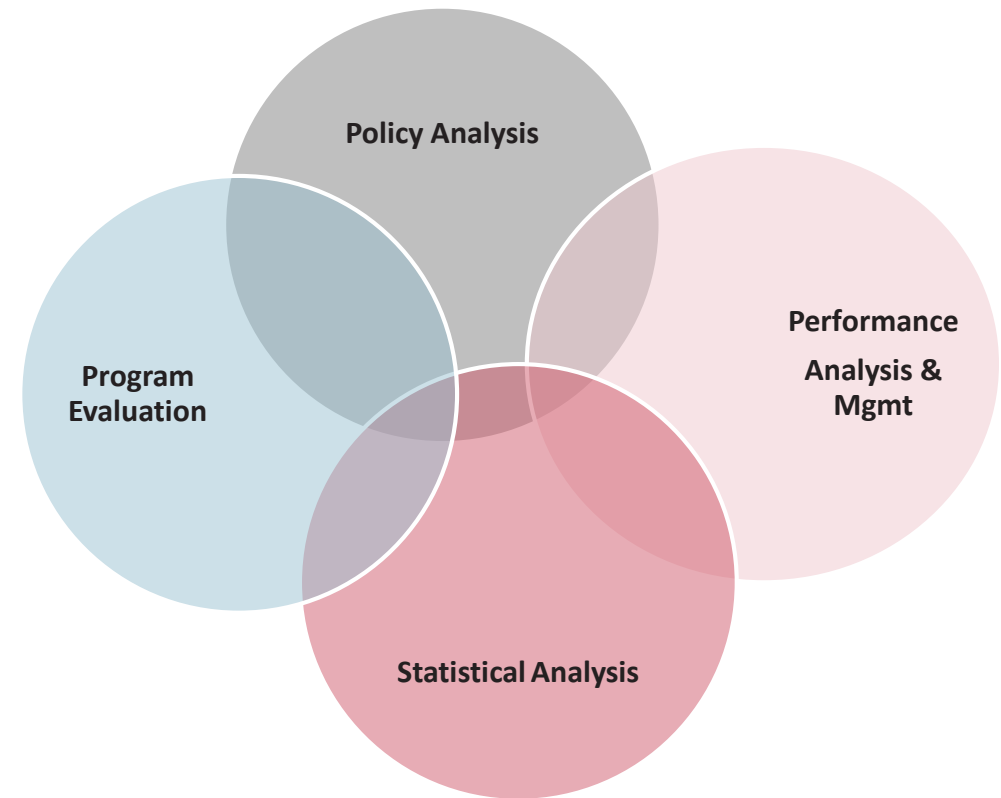 Policy Analysis
Performance
Analysis &
Mgmt
Program
Evaluation
Statistical Analysis